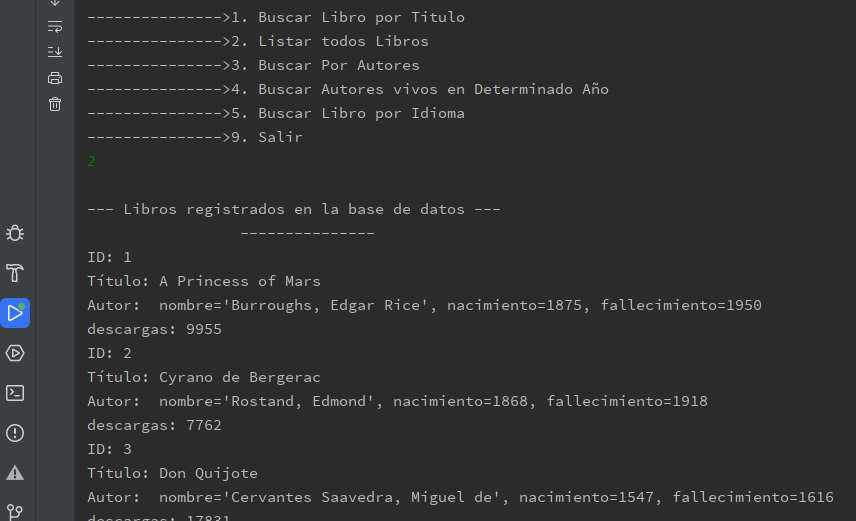 --------------->1. Buscar Libro por Titulo
--------------->2. Listar todos Libros
--------------->3. Buscar Por Autores
--------------->4. Buscar Autores vivos en Determinado Año
--------------->5. Buscar Libro por Idioma
--------------->9. Salir
2
--- Libros registrados en la base de datos ---
---------------
ID: 1
Título: A Princess of Mars
Autor:  nombre='Burroughs, Edgar Rice', nacimiento=1875, fallecimiento=1950
descargas: 9955
ID: 2
Título: Cyrano de Bergerac
Autor:  nombre='Rostand, Edmond', nacimiento=1868, fallecimiento=1918
descargas: 7762
ID: 3
Título: Don Quijote
Autor:  nombre='Cervantes Saavedra, Miguel de', nacimiento=1547, fallecimiento=1616
descargas: 17831